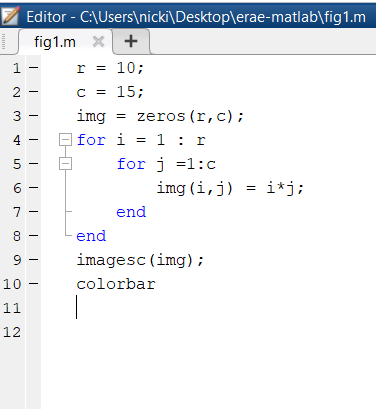 Editor - C:\Users\nicki\Desktop\erae-matlab\fig1.m
fig1.m
1 r = 10;
2 c = 15;
3 img = zeros(r,c);
4 for i = 1 : r
5 for j =1:c
6 img(i,j) = i*j;
7 end
8 end
9 imagesc(img);
10 colorbar
11
12